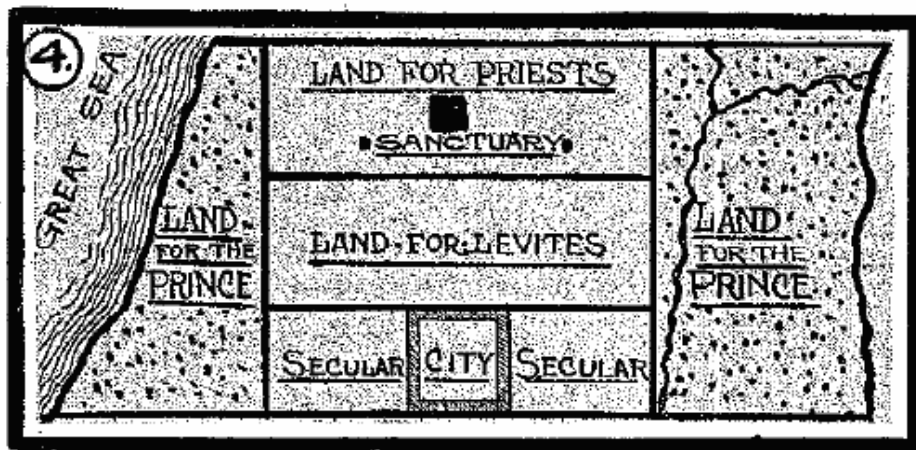 4.
GREAT SEA
LAND FOR PRIESTS
SANCTUARY
LAND
FOR THE
PRINCE
LAND-FOR-LEVITES
LAND
FOR THE
PRINCE
SECULAR
CITY
SECULAR